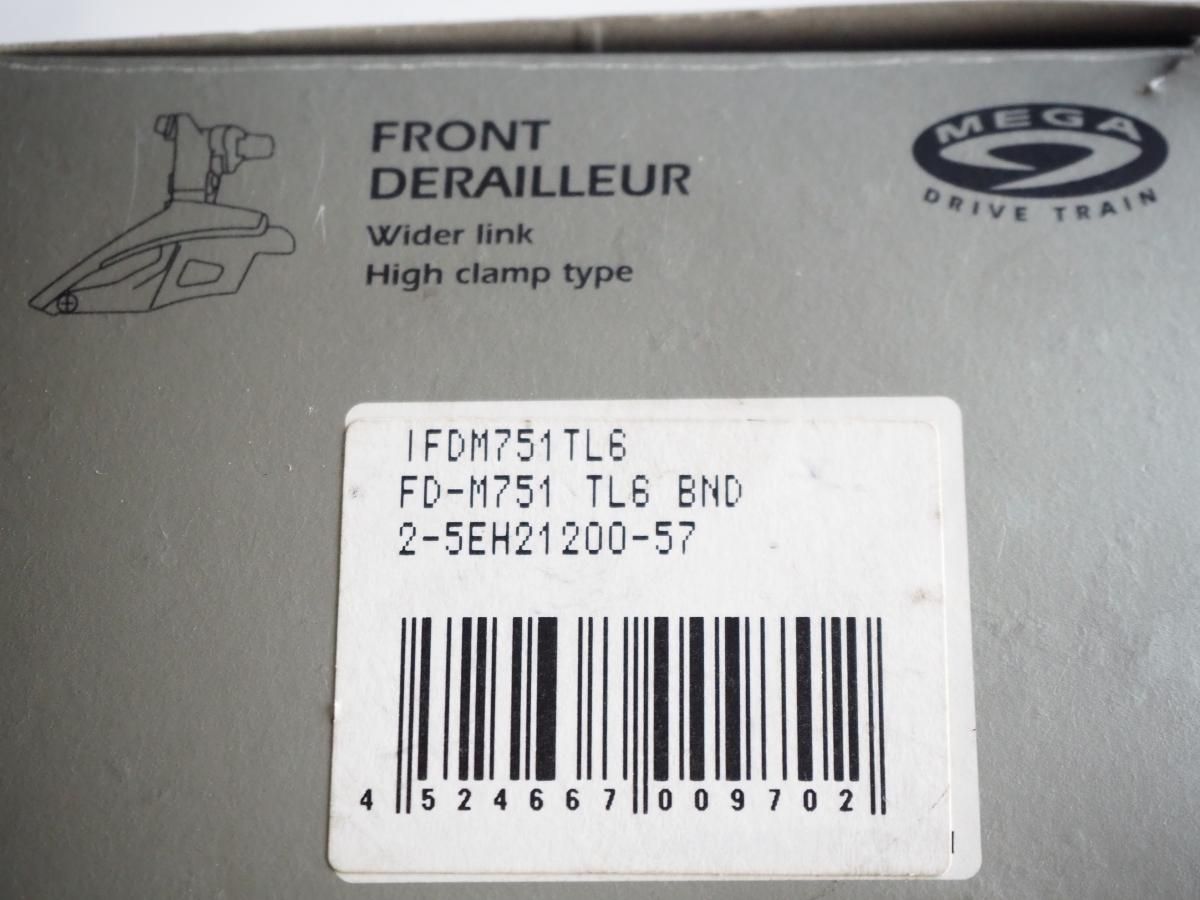 FRONT
DERAILLEUR
Wider link
High clamp type
MEGA
9
DRIVE TRAIN
IFDM751TL6
FD-M751 TL6 BND
2-5EH21200-57
4 524667 009702